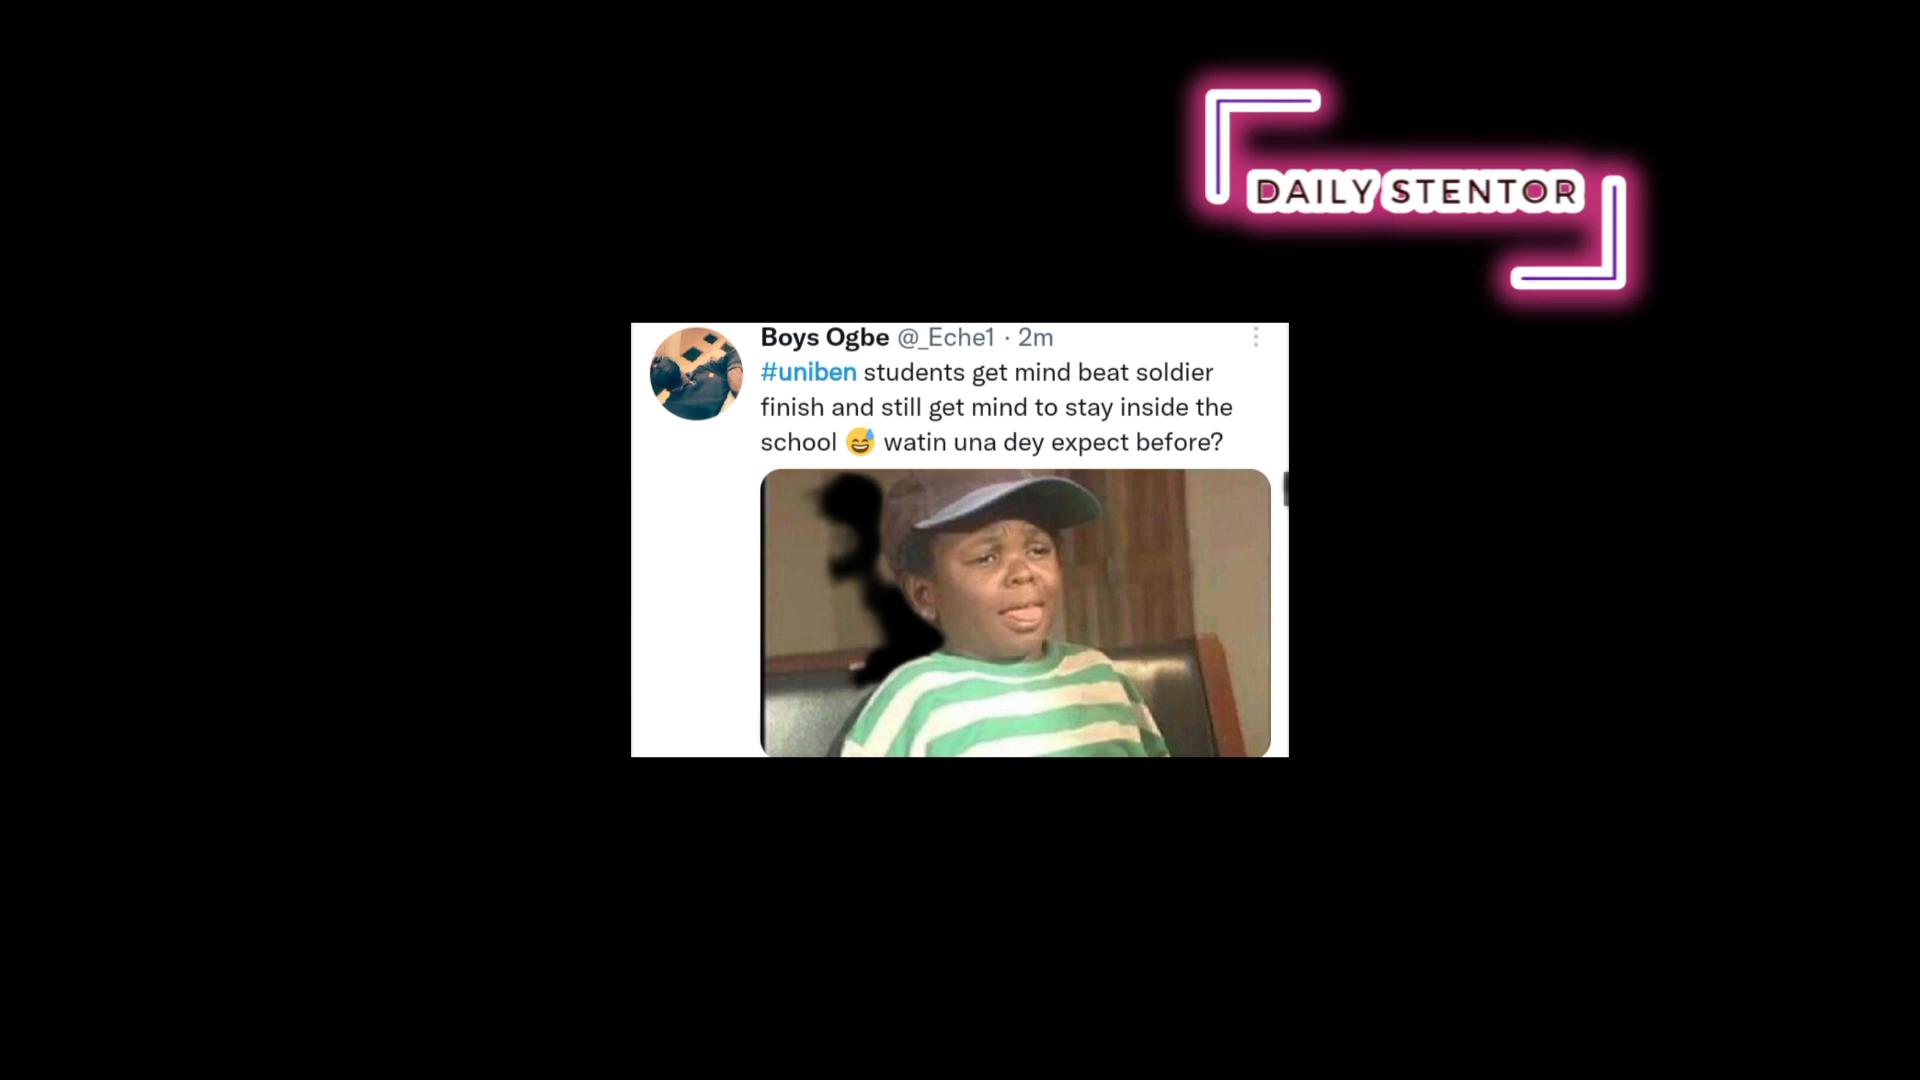 DAILY STENTOR
Boys Ogbe @_Eche1 · 2m
#uniben students get mind beat soldier
finish and still get mind to stay inside the
school 😅 watin una dey expect before?